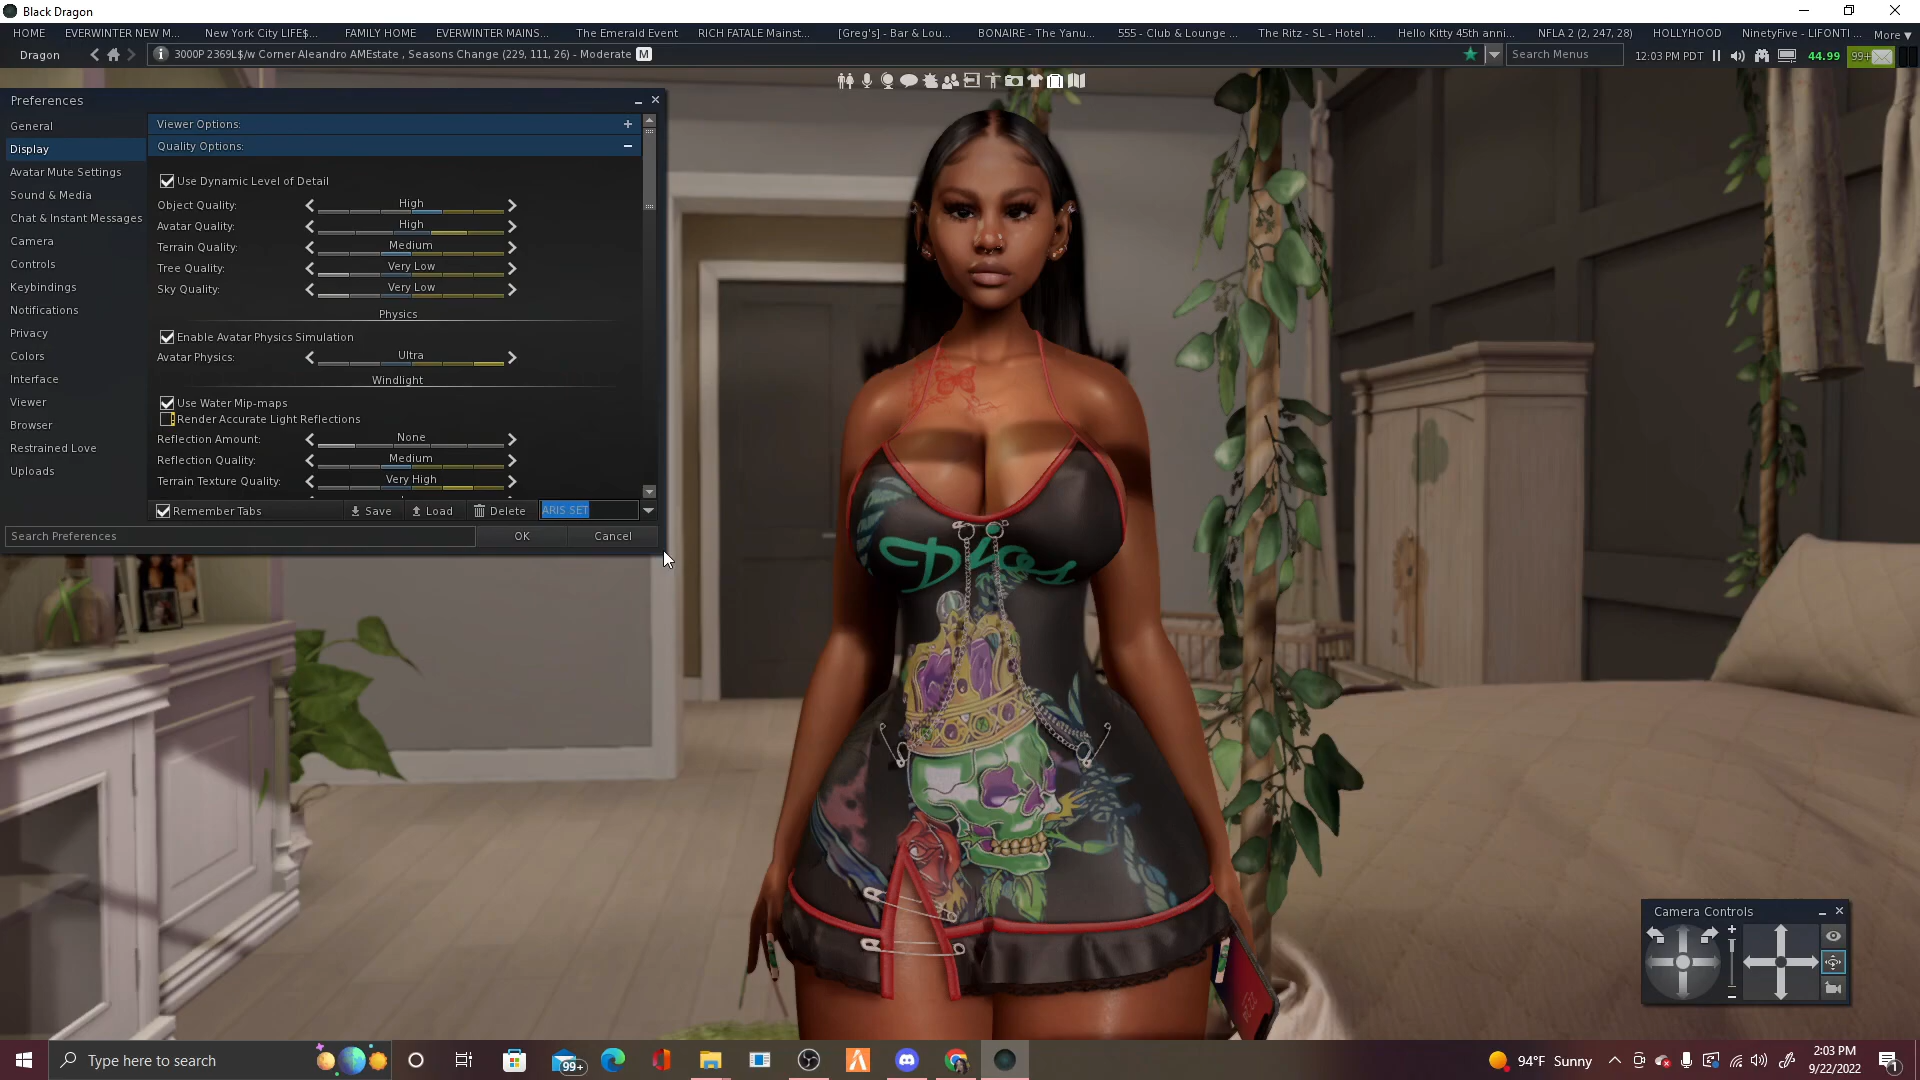 Black Dragon
HOME EVERWINTER NEW M... New York City LIFE$... FAMILY HOME EVERWINTER MAINS... The Emerald Event RICH FATALE Mainst... [Greg's] - Bar & Lou... BONAIRE - The Yanu... 555 - Club & Lounge ... The Ritz - SL - Hotel ... Hello Kitty 45th anni... NFLA 2 (2, 247, 28) HOLLYHOOD NinetyFive - LIFONTI ... More
Dragon 3000P 2369L$/w Corner Aleandro AMEstate , Seasons Change (229, 111, 26) - Moderate M Search Menus 12:03 PM PDT 44.99 99+
Preferences
General
Display
Avatar Mute Settings
Sound & Media
Chat & Instant Messages
Camera
Controls
Keybindings
Notifications
Privacy
Colors
Interface
Viewer
Browser
Restrained Love
Uploads
Viewer Options: +
Quality Options: −
Use Dynamic Level of Detail
Object Quality: High
Avatar Quality: High
Terrain Quality: Medium
Tree Quality: Very Low
Sky Quality: Very Low
Physics
Enable Avatar Physics Simulation
Avatar Physics: Ultra
Windlight
Use Water Mip-maps
Render Accurate Light Reflections
Reflection Amount: None
Reflection Quality: Medium
Terrain Texture Quality: Very High
Remember Tabs Save Load Delete ARIS SET
Search Preferences OK Cancel
Camera Controls
Type here to search 99+ 94°F Sunny 2:03 PM
9/22/2022 1